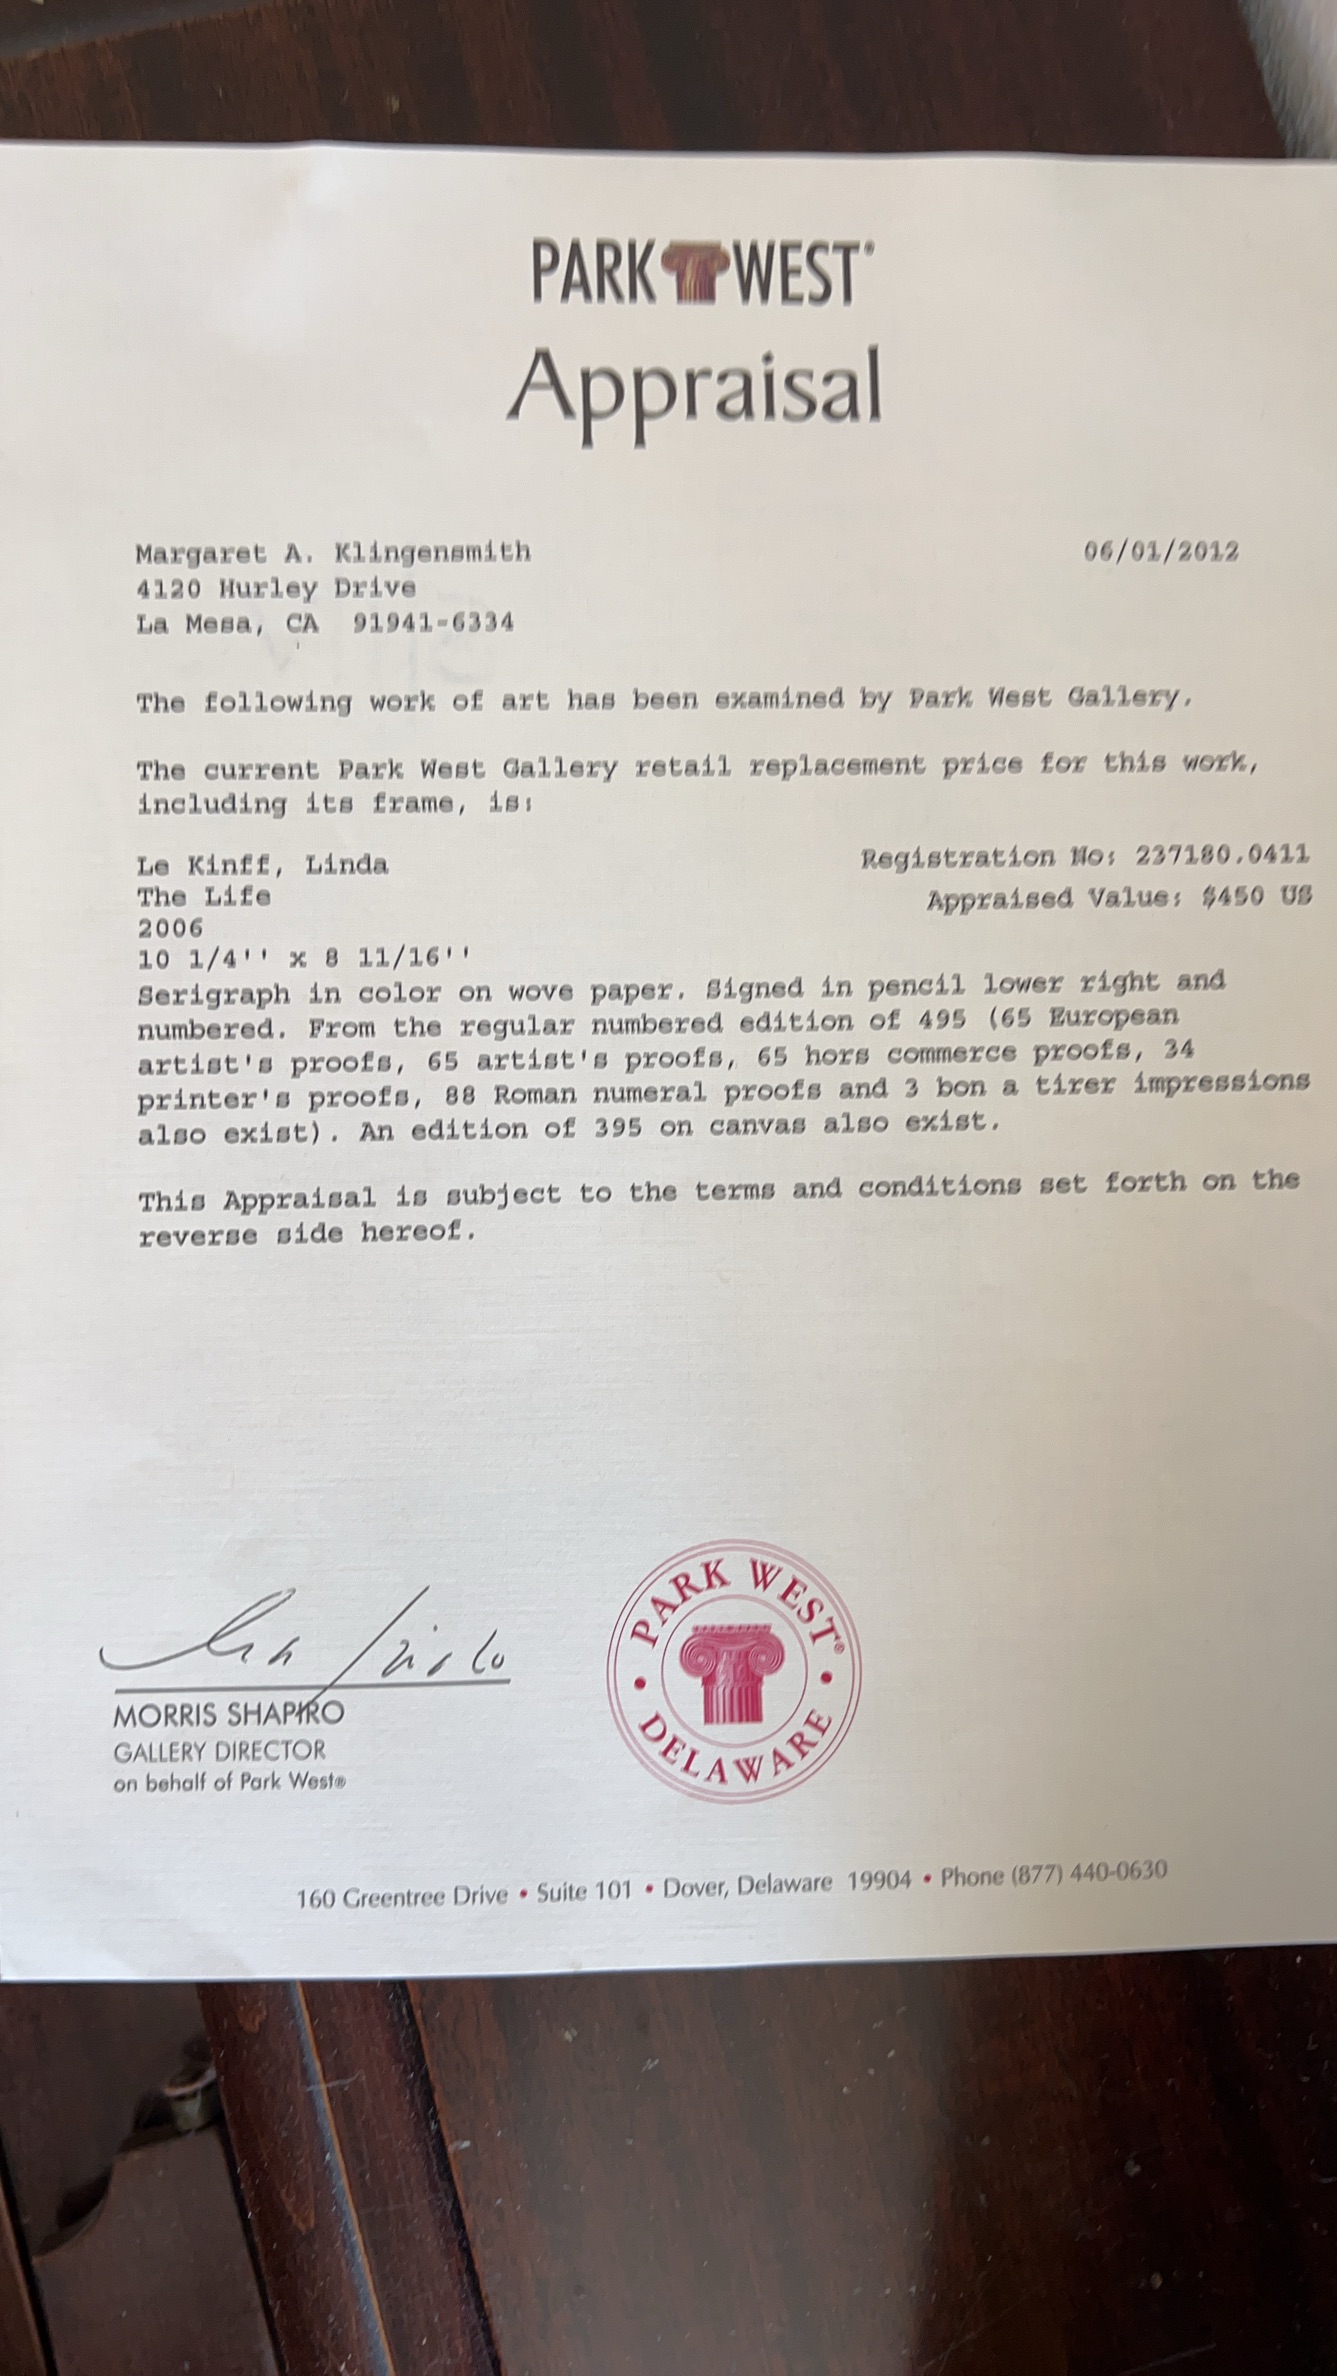 PARK WEST®
Appraisal
Margaret A. Klingensmith 06/01/2012
4120 Hurley Drive
La Mesa, CA 91941-6334
The following work of art has been examined by Park West Gallery.
The current Park West Gallery retail replacement price for this work,
including its frame, is:
Le Kinff, Linda Registration No: 237180.0411
The Life Appraised Value: $450 US
2006
10 1/4'' x 8 11/16''
Serigraph in color on wove paper. Signed in pencil lower right and
numbered. From the regular numbered edition of 495 (65 European
artist's proofs, 65 artist's proofs, 65 hors commerce proofs, 34
printer's proofs, 88 Roman numeral proofs and 3 bon a tirer impressions
also exist). An edition of 395 on canvas also exist.
This Appraisal is subject to the terms and conditions set forth on the
reverse side hereof.
MORRIS SHAPIRO
GALLERY DIRECTOR
on behalf of Park West®
PARK WEST®
• DELAWARE •
160 Greentree Drive • Suite 101 • Dover, Delaware 19904 • Phone (877) 440-0630